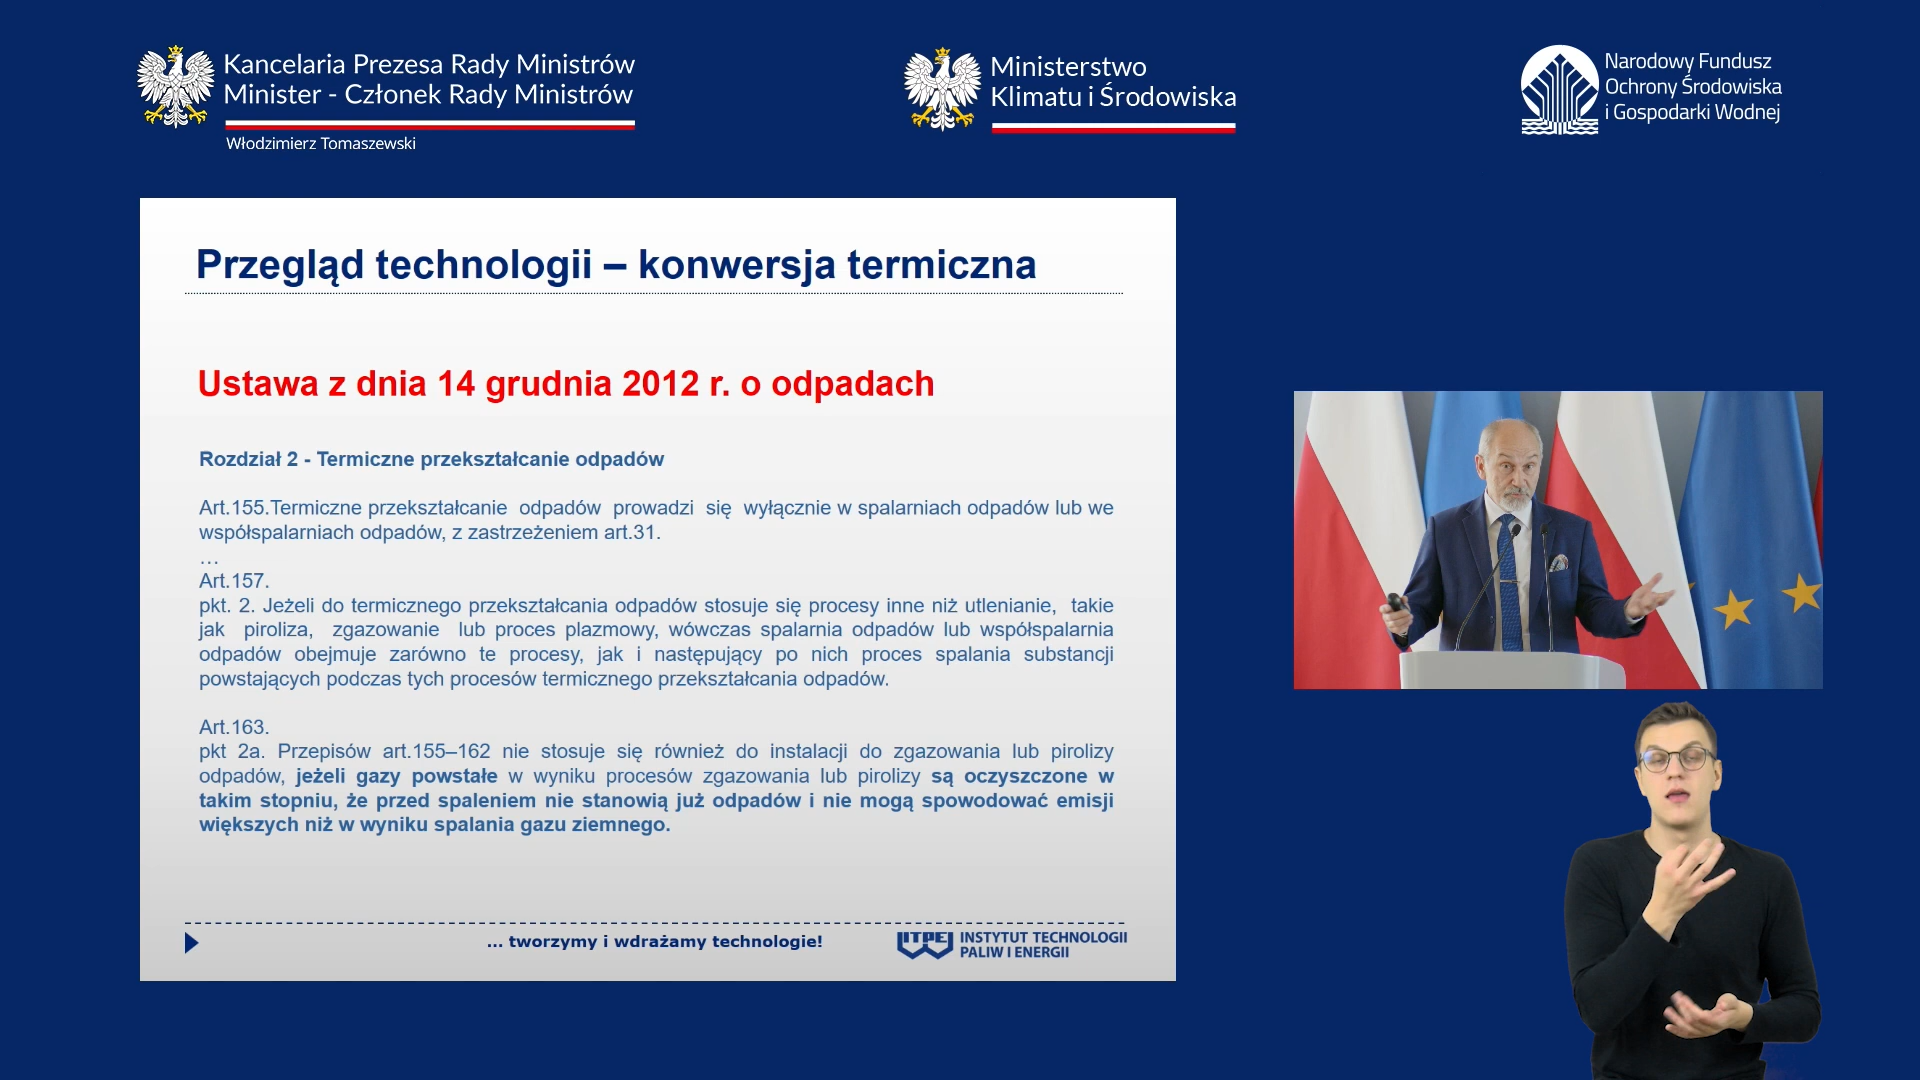 Kancelaria Prezesa Rady Ministrów
Minister - Członek Rady Ministrów
Włodzimierz Tomaszewski
Ministerstwo
Klimatu i Środowiska
Narodowy Fundusz
Ochrony Środowiska
i Gospodarki Wodnej
Przegląd technologii – konwersja termiczna
Ustawa z dnia 14 grudnia 2012 r. o odpadach
Rozdział 2 - Termiczne przekształcanie odpadów
Art.155.Termiczne przekształcanie odpadów prowadzi się wyłącznie w spalarniach odpadów lub we
współspalarniach odpadów, z zastrzeżeniem art.31.
…
Art.157.
pkt. 2. Jeżeli do termicznego przekształcania odpadów stosuje się procesy inne niż utlenianie, takie
jak piroliza, zgazowanie lub proces plazmowy, wówczas spalarnia odpadów lub współspalarnia
odpadów obejmuje zarówno te procesy, jak i następujący po nich proces spalania substancji
powstających podczas tych procesów termicznego przekształcania odpadów.
Art.163.
pkt 2a. Przepisów art.155–162 nie stosuje się również do instalacji do zgazowania lub pirolizy
odpadów, jeżeli gazy powstałe w wyniku procesów zgazowania lub pirolizy są oczyszczone w
takim stopniu, że przed spaleniem nie stanowią już odpadów i nie mogą spowodować emisji
większych niż w wyniku spalania gazu ziemnego.
... tworzymy i wdrażamy technologie!
ITPE
INSTYTUT TECHNOLOGII
PALIW I ENERGII